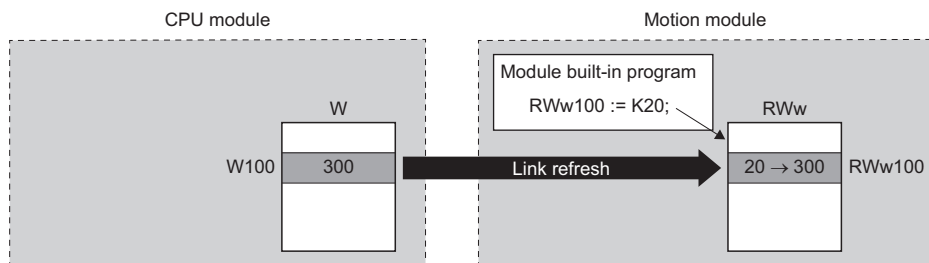 CPU module
Motion module
Module built-in program
RWw100 := K20;
W
RWw
W100
300
Link refresh
20 → 300
RWw100